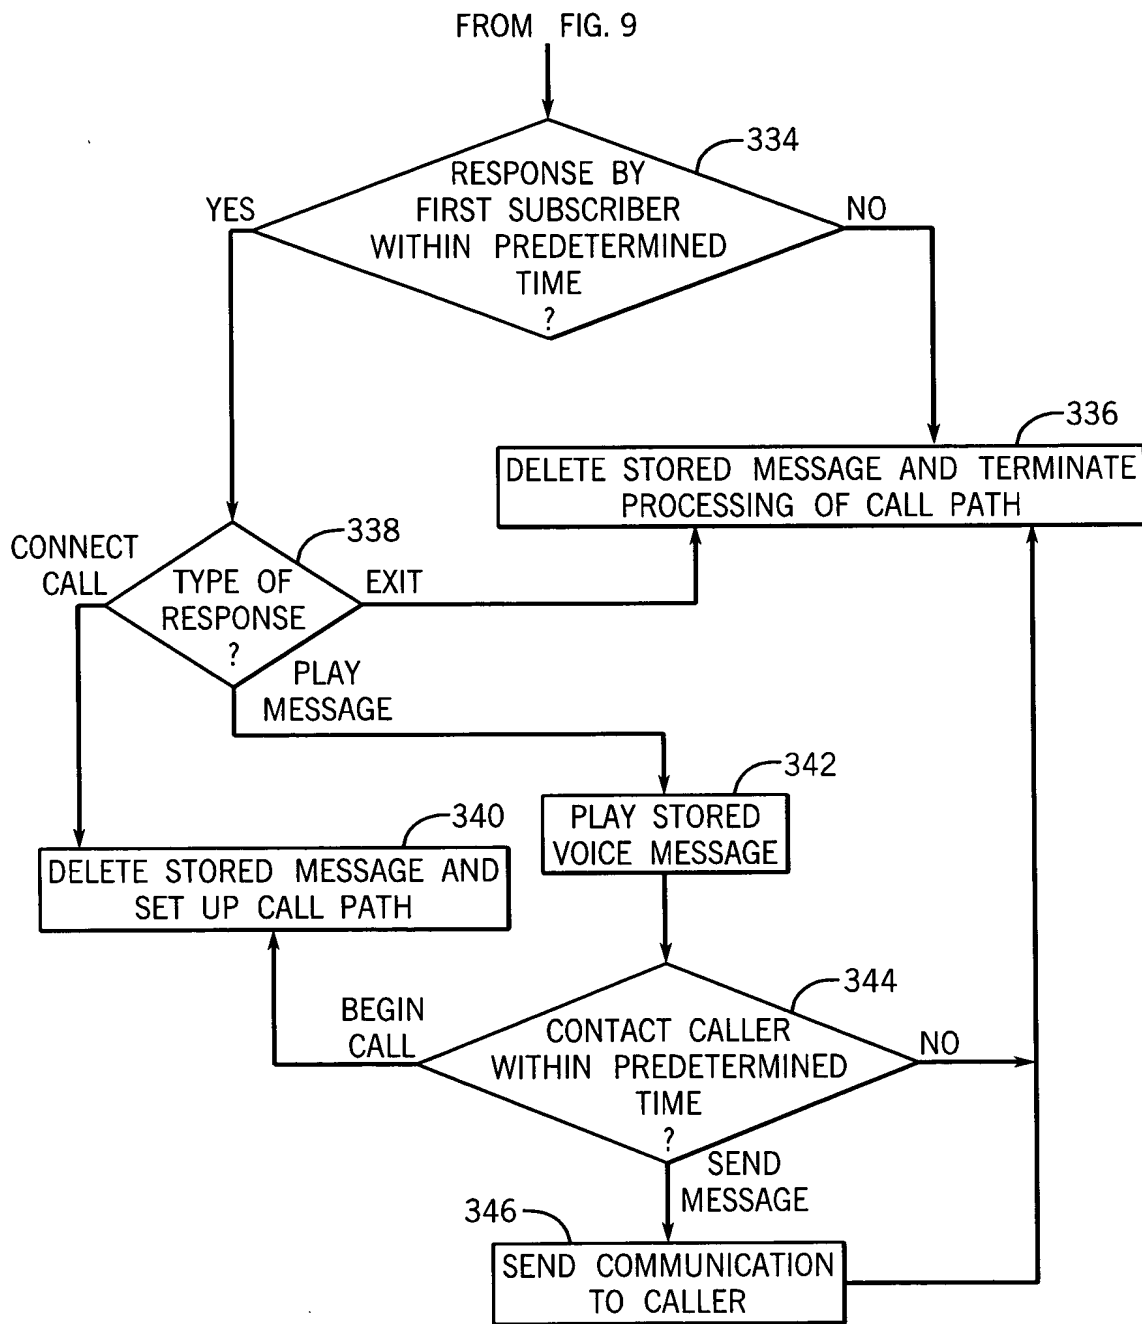 FROM FIG. 9
334
RESPONSE BY
FIRST SUBSCRIBER
WITHIN PREDETERMINED
TIME
?
YES
NO
336
DELETE STORED MESSAGE AND TERMINATE
PROCESSING OF CALL PATH
338
CONNECT
CALL
TYPE OF
RESPONSE
?
EXIT
PLAY
MESSAGE
342
PLAY STORED
VOICE MESSAGE
340
DELETE STORED MESSAGE AND
SET UP CALL PATH
344
BEGIN
CALL
CONTACT CALLER
WITHIN PREDETERMINED
TIME
?
NO
SEND
MESSAGE
346
SEND COMMUNICATION
TO CALLER